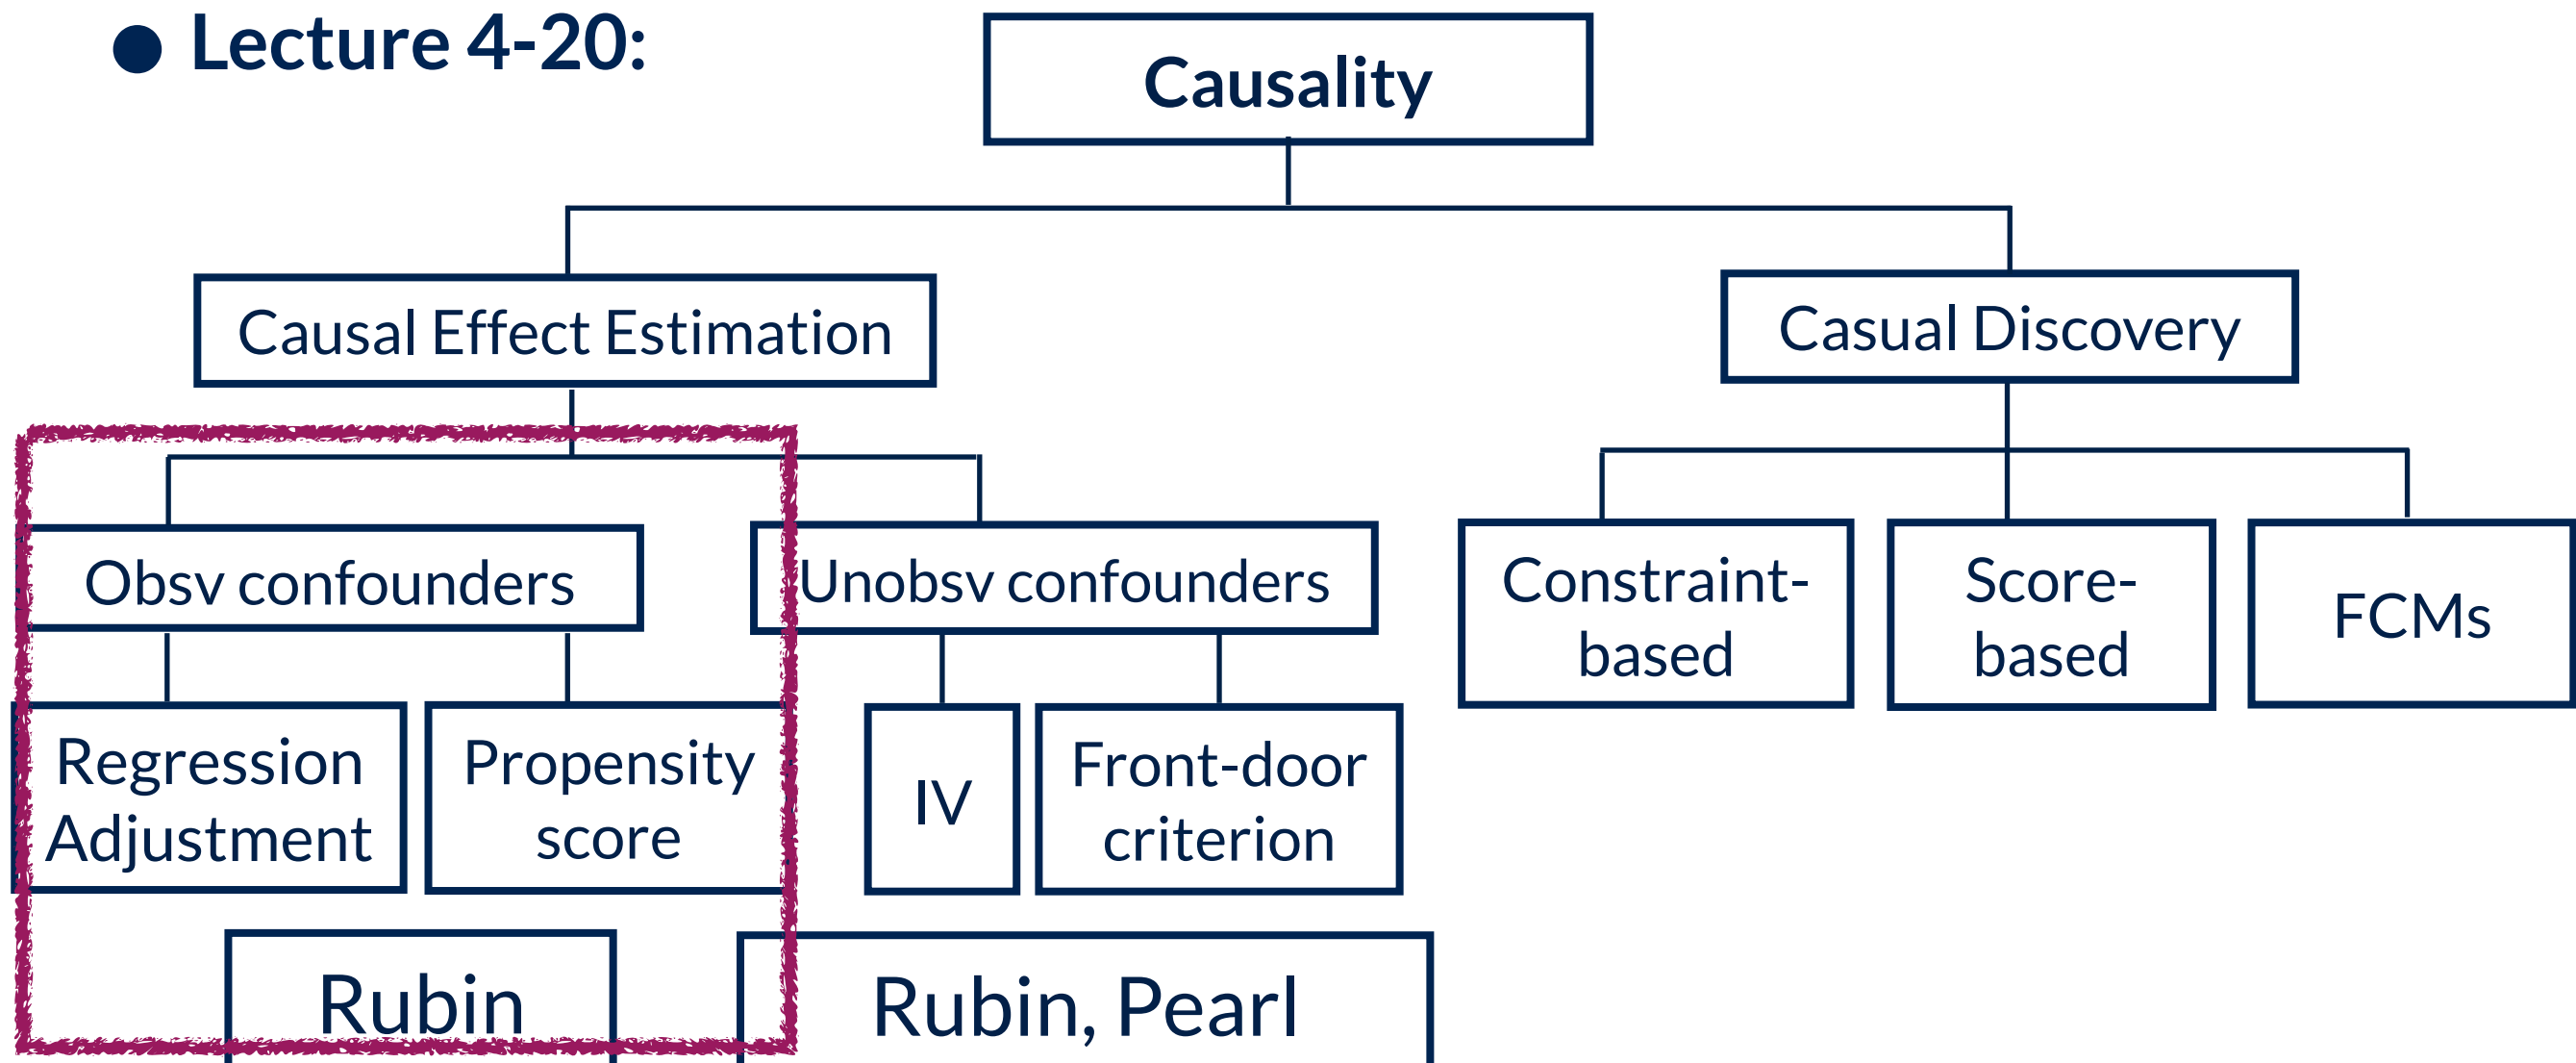 ● Lecture 4-20:
Causality
Causal Effect Estimation
Casual Discovery
Obsv confounders
Unobsv confounders
Constraint-
based
Score-
based
FCMs
Regression
Adjustment
Propensity
score
IV
Front-door
criterion
Rubin
Rubin, Pearl